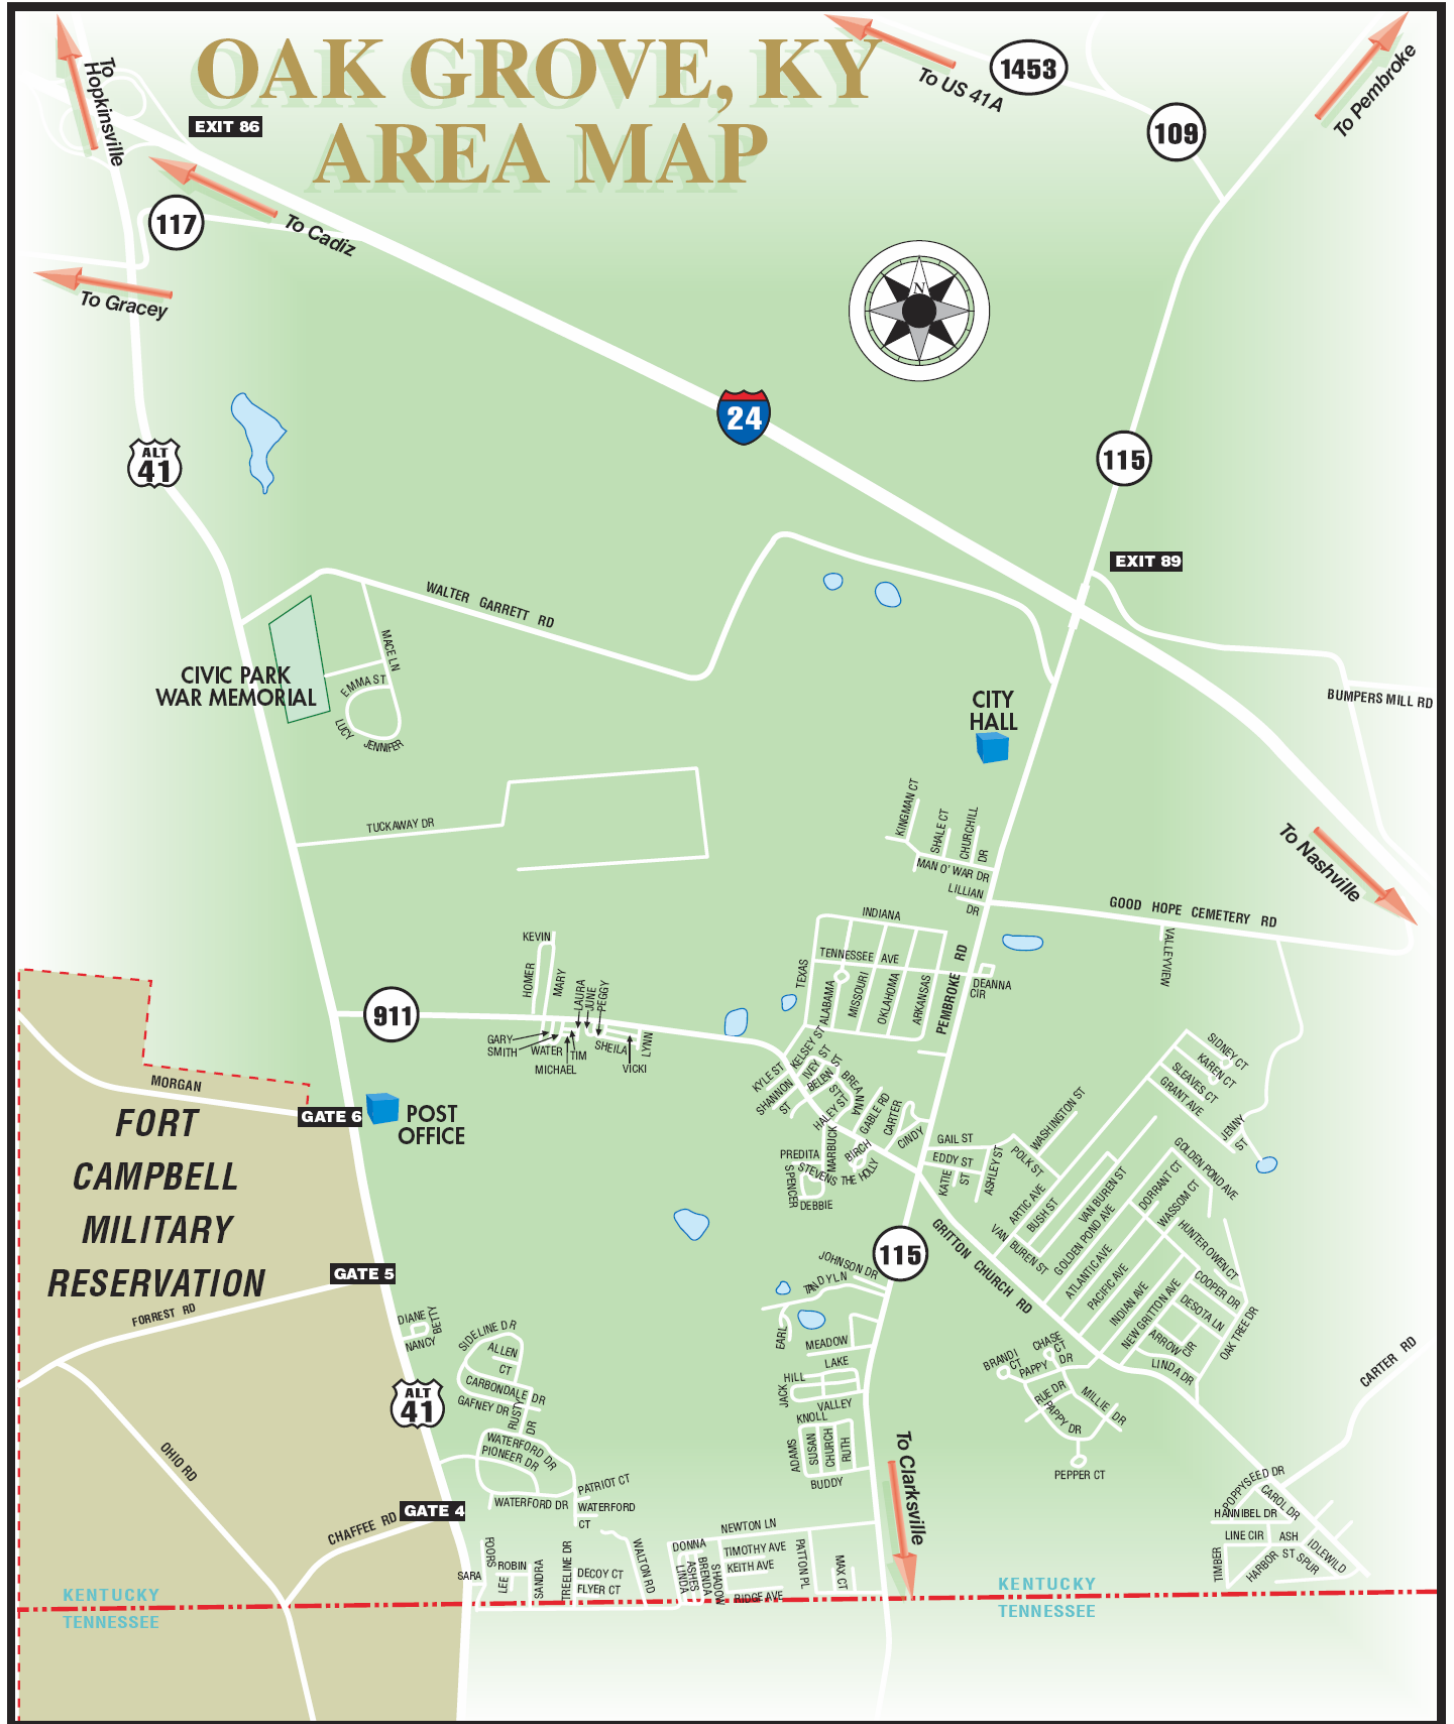 OAK GROVE, KY
AREA MAP
To
Hopkinsville
EXIT 86
To US 41A
1453
109
To Pembroke
117
To Cadiz
To Gracey
N
24
ALT
41
115
EXIT 89
WALTER GARRETT RD
MACE LN
EMMA ST
LUCY
JENNIFER
CIVIC PARK
WAR MEMORIAL
CITY
HALL
BUMPERS MILL RD
TUCKAWAY DR
KINGMAN CT
SHALE CT
CHURCHILL
DR
MAN O' WAR DR
LILLIAN
DR
To Nashville
GOOD HOPE CEMETERY RD
VALLEYVIEW
INDIANA
TENNESSEE AVE
TEXAS
ALABAMA
MISSOURI
OKLAHOMA
ARKANSAS
PEMBROKE RD
DEANNA
CIR
KEVIN
HOMER
MARY
LAURA
JUNE
PEGGY
911
GARY
SMITH
WATER
TIM
MICHAEL
SHEILA
VICKI
LYNN
KELSEY ST
KYLE ST
SHANNON
ST
IVEY ST
BELEW ST
BREA
NNA
ST
HALEY ST
GABLE RD
CARTER
CINDY
BIRCH
MARBUCK
PREDITA
STEVENS
THE HOLLY
SPENCER
DEBBIE
GAIL ST
EDDY ST
KATIE
ST
ASHLEY ST
POLK ST
WASHINGTON ST
SIDNEY CT
KAREN CT
SLEAVES CT
GRANT AVE
JENNY
ST
ARTIC AVE
BUSH ST
VAN
BUREN ST
VAN BUREN ST
GOLDEN POND AVE
GOLDEN POND AVE
DORRANT CT
WASSOM CT
HUNTER OWEN CT
ATLANTIC AVE
PACIFIC AVE
INDIAN AVE
NEW GRITTON AVE
COOPER DR
DESOTA LN
ARROW
CIR
OAK TREE DR
LINDA DR
GRITTON CHURCH RD
MORGAN
GATE 6
POST
OFFICE
FORT
CAMPBELL
MILITARY
RESERVATION
GATE 5
FORREST RD
115
JOHNSON DR
TANDY LN
EARL
MEADOW
LAKE
HILL
JACK
VALLEY
KNOLL
ADAMS
SUSAN
CHURCH
RUTH
BUDDY
DIANE
BETTY
NANCY
SIDELINE DR
ALLEN
CT
CARBONDALE DR
GAFNEY DR
RUSTY
DR
ALT
41
WATERFORD DR
PIONEER DR
PATRIOT CT
WATERFORD DR
WATERFORD
CT
BRANDI
CT
CHASE
CT
PAPPY DR
RUE DR
PAPPY DR
MILLIE DR
PEPPER CT
CARTER RD
OHIO RD
CHAFFEE RD
GATE 4
To Clarksville
POPPYSEED DR
CAROL DR
HANNIBEL DR
LINE CIR
ASH
ST
SPUR
IDLEWILD
TIMBER
HARBOR
SARA
FOORS
LEE
ROBIN
SANDRA
TREELINE DR
DECOY CT
FLYER CT
WALTON RD
NEWTON LN
DONNA
TIMOTHY AVE
KEITH AVE
LINDA
ASHES
BRENDA
SHADOW
RIDGE AVE
PATTON PL
MAX CT
KENTUCKY
TENNESSEE
KENTUCKY
TENNESSEE